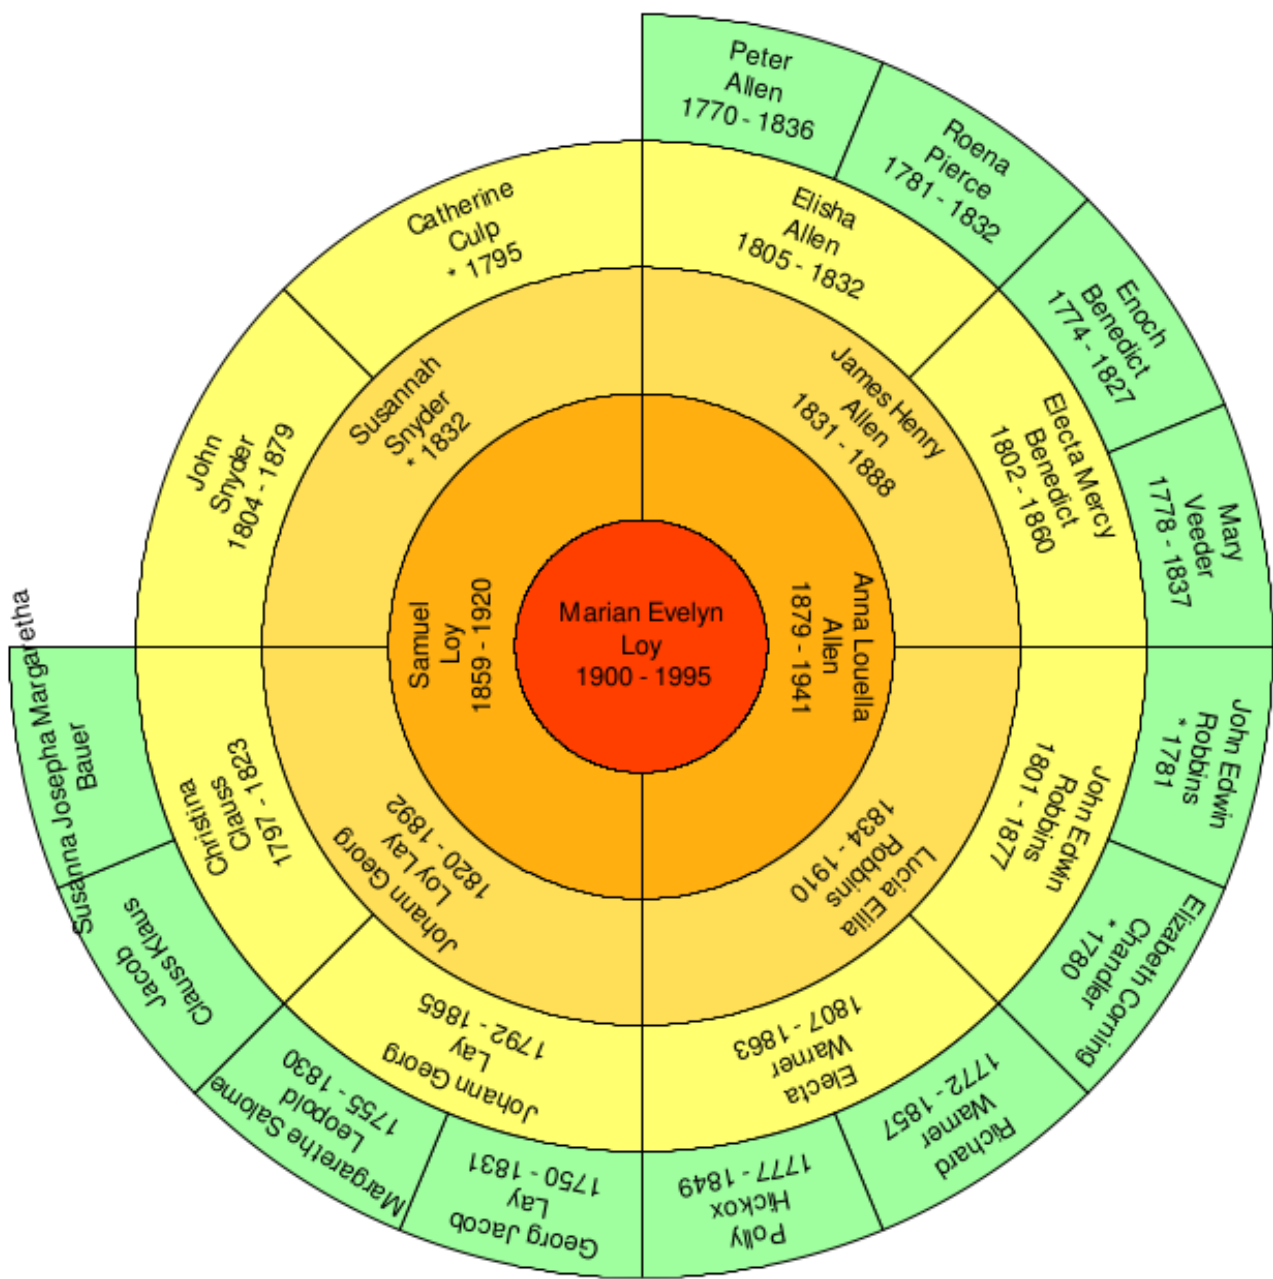 Marian Evelyn
Loy
1900 - 1995
Samuel
Loy
1859 - 1920
Anna Louella
Allen
1879 - 1941
Johann Georg
Loy Lay
1820 - 1892
Susannah
Snyder
* 1832
James Henry
Allen
1831 - 1888
Lucia Eilila
Robbins
1834 - 1910
Johann Georg
Lay
1792 - 1865
Christina
Clauss
1797 - 1823
John
Snyder
1804 - 1879
Catherine
Culp
* 1795
Elisha
Allen
1805 - 1832
Electa Mercy
Benedict
1802 - 1860
John Edwin
Robbins
1801 - 1877
Electa
Warner
1807 - 1863
Georg Jacob
Lay
1750 - 1831
Margarethe Salome
Leopold
1755 - 1830
Jacob
Clauss Klaus
Susanna Josepha Margaretha
Bauer
Peter
Allen
1770 - 1836
Roena
Pierce
1781 - 1832
Enoch
Benedict
1774 - 1827
Mary
Veeder
1778 - 1837
John Edwin
Robbins
* 1781
Elizabeth Corning
Chandler
* 1780
Richard
Warner
1772 - 1857
Polly
Hickox
1777 - 1849